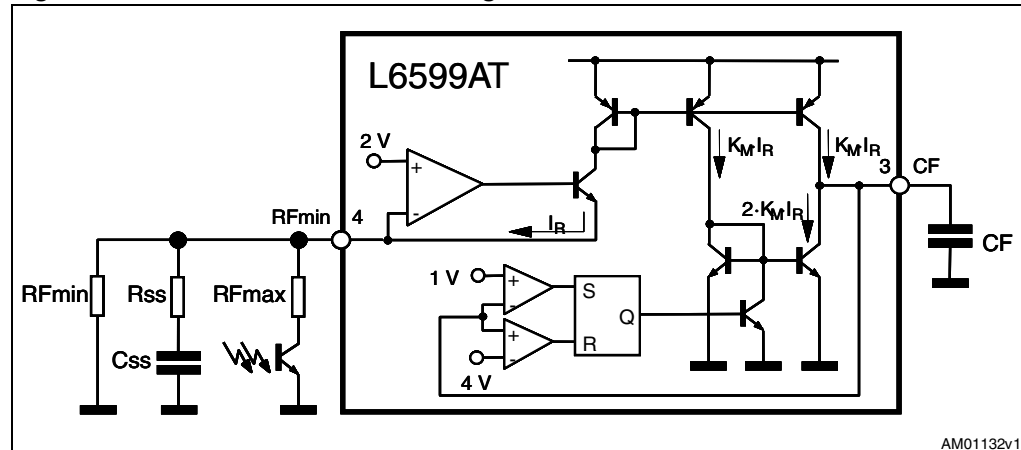 L6599AT
2 V
+
-
RFmin
4
I_R
K_M·I_R
K_M·I_R
2·K_M·I_R
3
CF
CF
RFmin
Rss
RFmax
Css
1 V
+
-
+
-
4 V
S
R
Q
AM01132v1